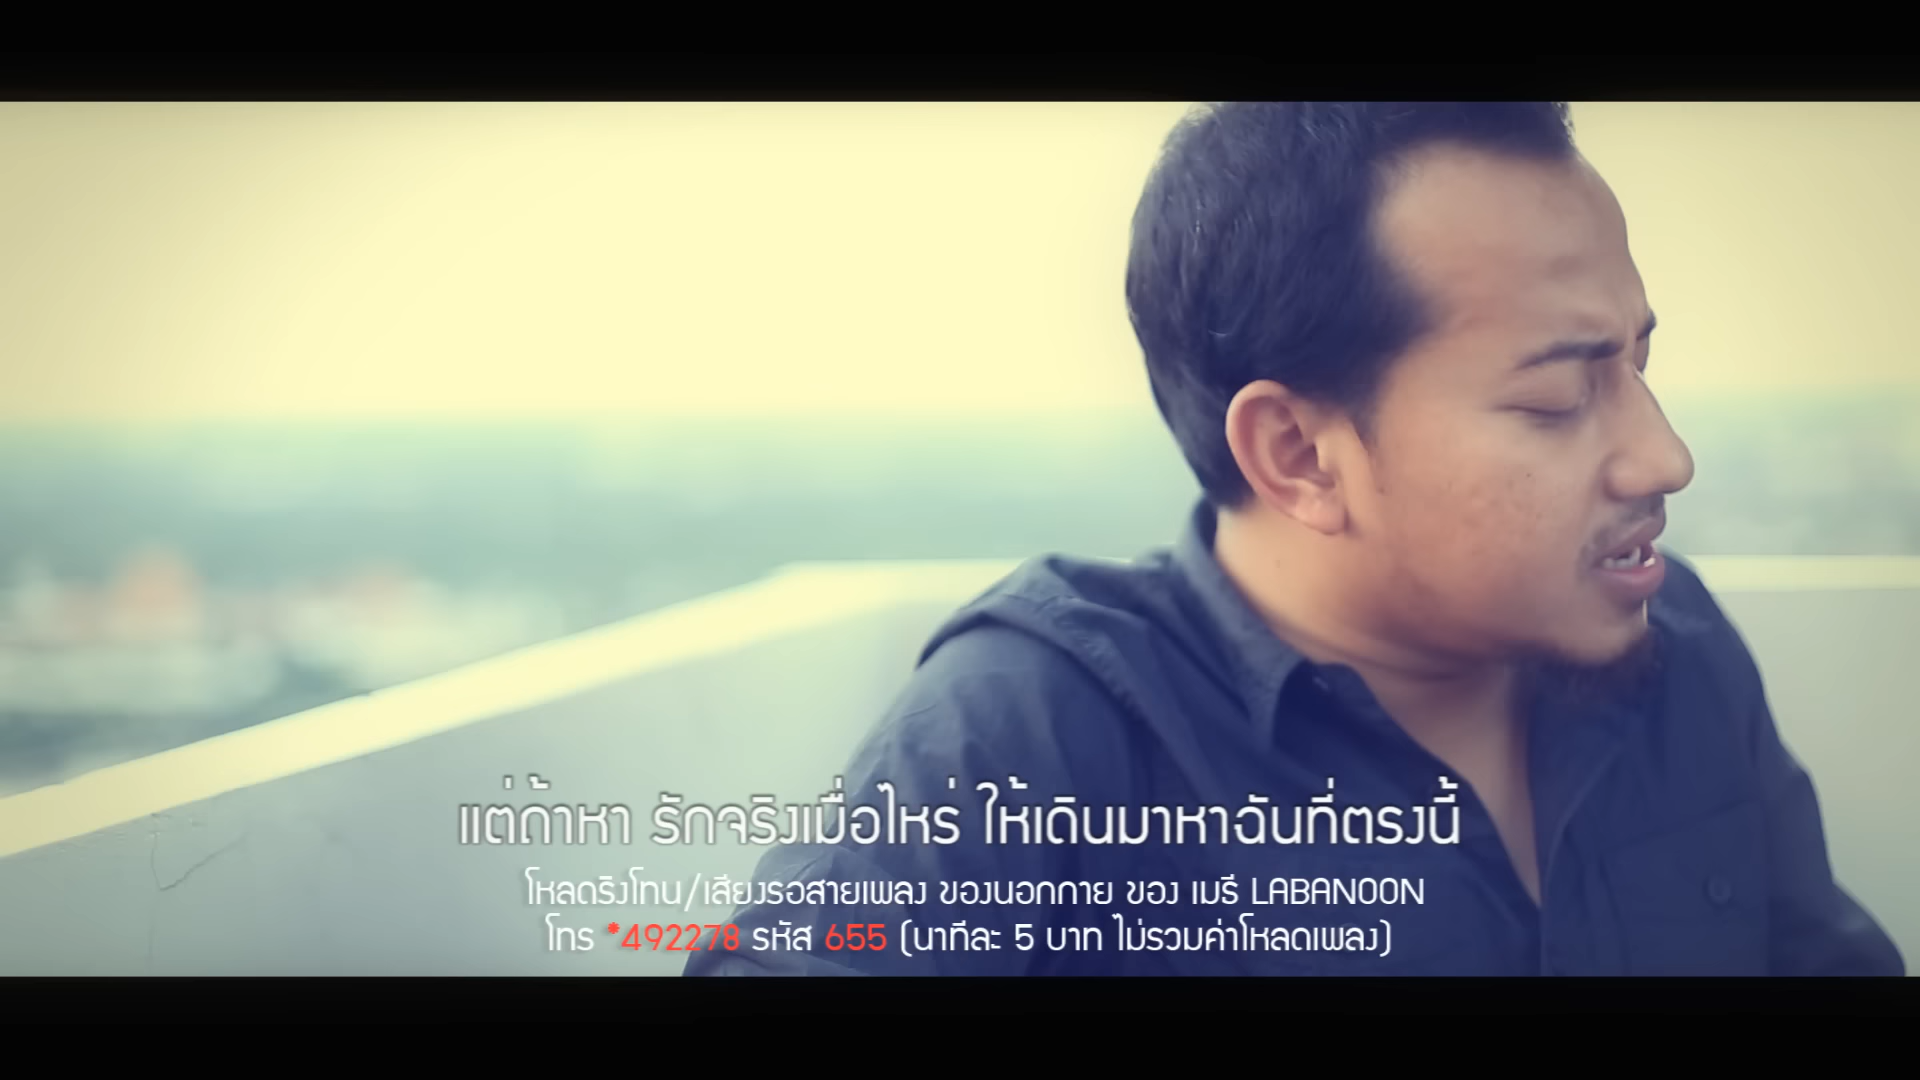 แต่ถ้าหา รักจริงเมื่อไหร่ ให้เดินมาหาฉันที่ตรงนี้
โหลดริงโทน/เสียงรอสายเพลง ของนอกกาย ของ เมธี LABANOON
โทร *492278 รหัส 655 (นาทีละ 5 บาท ไม่รวมค่าโหลดเพลง)